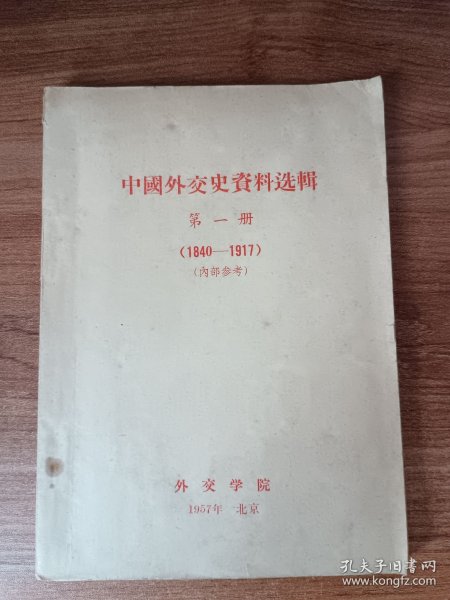 中國外交史資料选輯
第一册
（1840—1917）
（內部参考）
外交学院
1957年 北京
孔夫子旧书网
www.kongfz.com